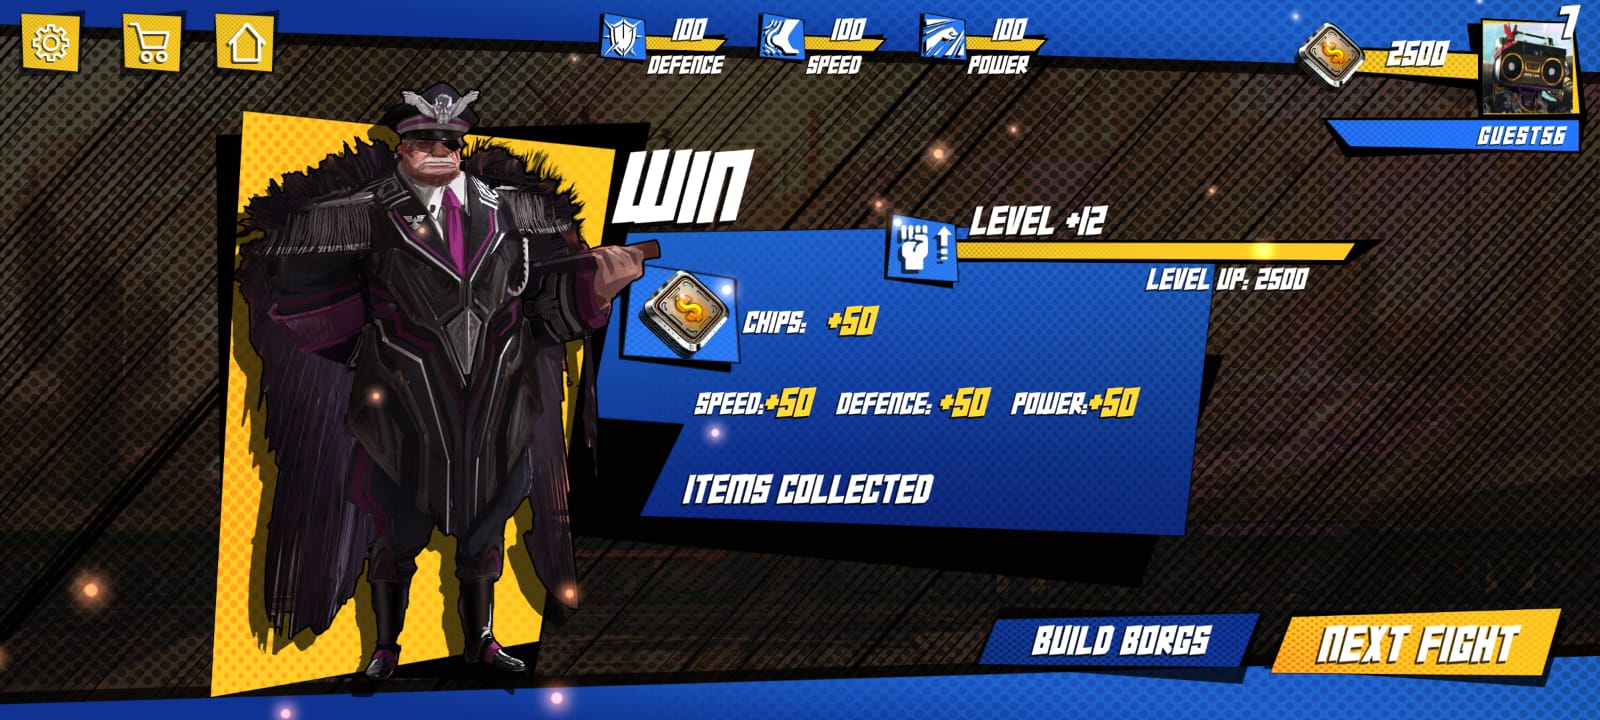 100
DEFENCE
100
SPEED
100
POWER
2500
7
GUEST56
WIN
LEVEL +12
LEVEL UP: 2500
CHIPS: +50
SPEED:+50 DEFENCE: +50 POWER:+50
ITEMS COLLECTED
BUILD BORGS
NEXT FIGHT